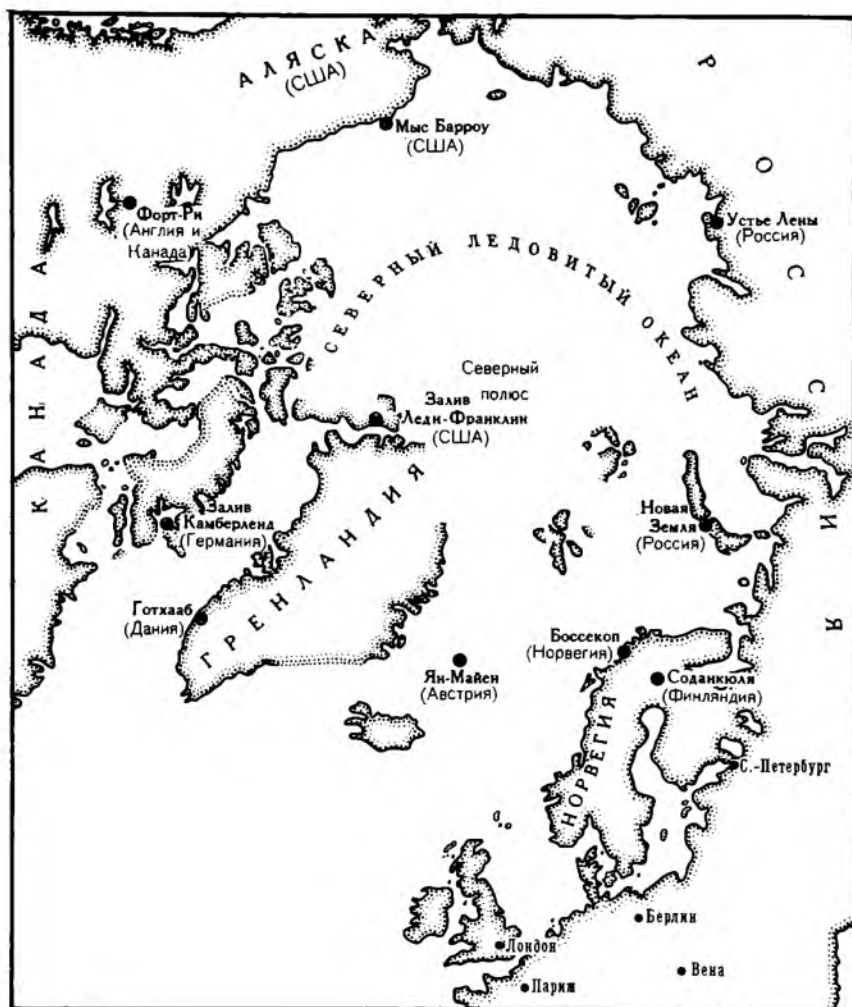 АЛЯСКА
(США)
Мыс Барроу
(США)
РОССИЯ
Форт-Ри
(Англия и
Канада)
Устье Лены
(Россия)
КАНАДА
СЕВЕРНЫЙ ЛЕДОВИТЫЙ ОКЕАН
Северный
полюс
Залив
Леди-Франклин
(США)
Залив
Камберленд
(Германия)
Новая
Земля
(Россия)
ГРЕНЛАНДИЯ
Готхааб
(Дания)
Боссекоп
(Норвегия)
Ян-Майен
(Австрия)
Соданкюля
(Финляндия)
НОРВЕГИЯ
С.-Петербург
Берлин
Лондон
Вена
Париж